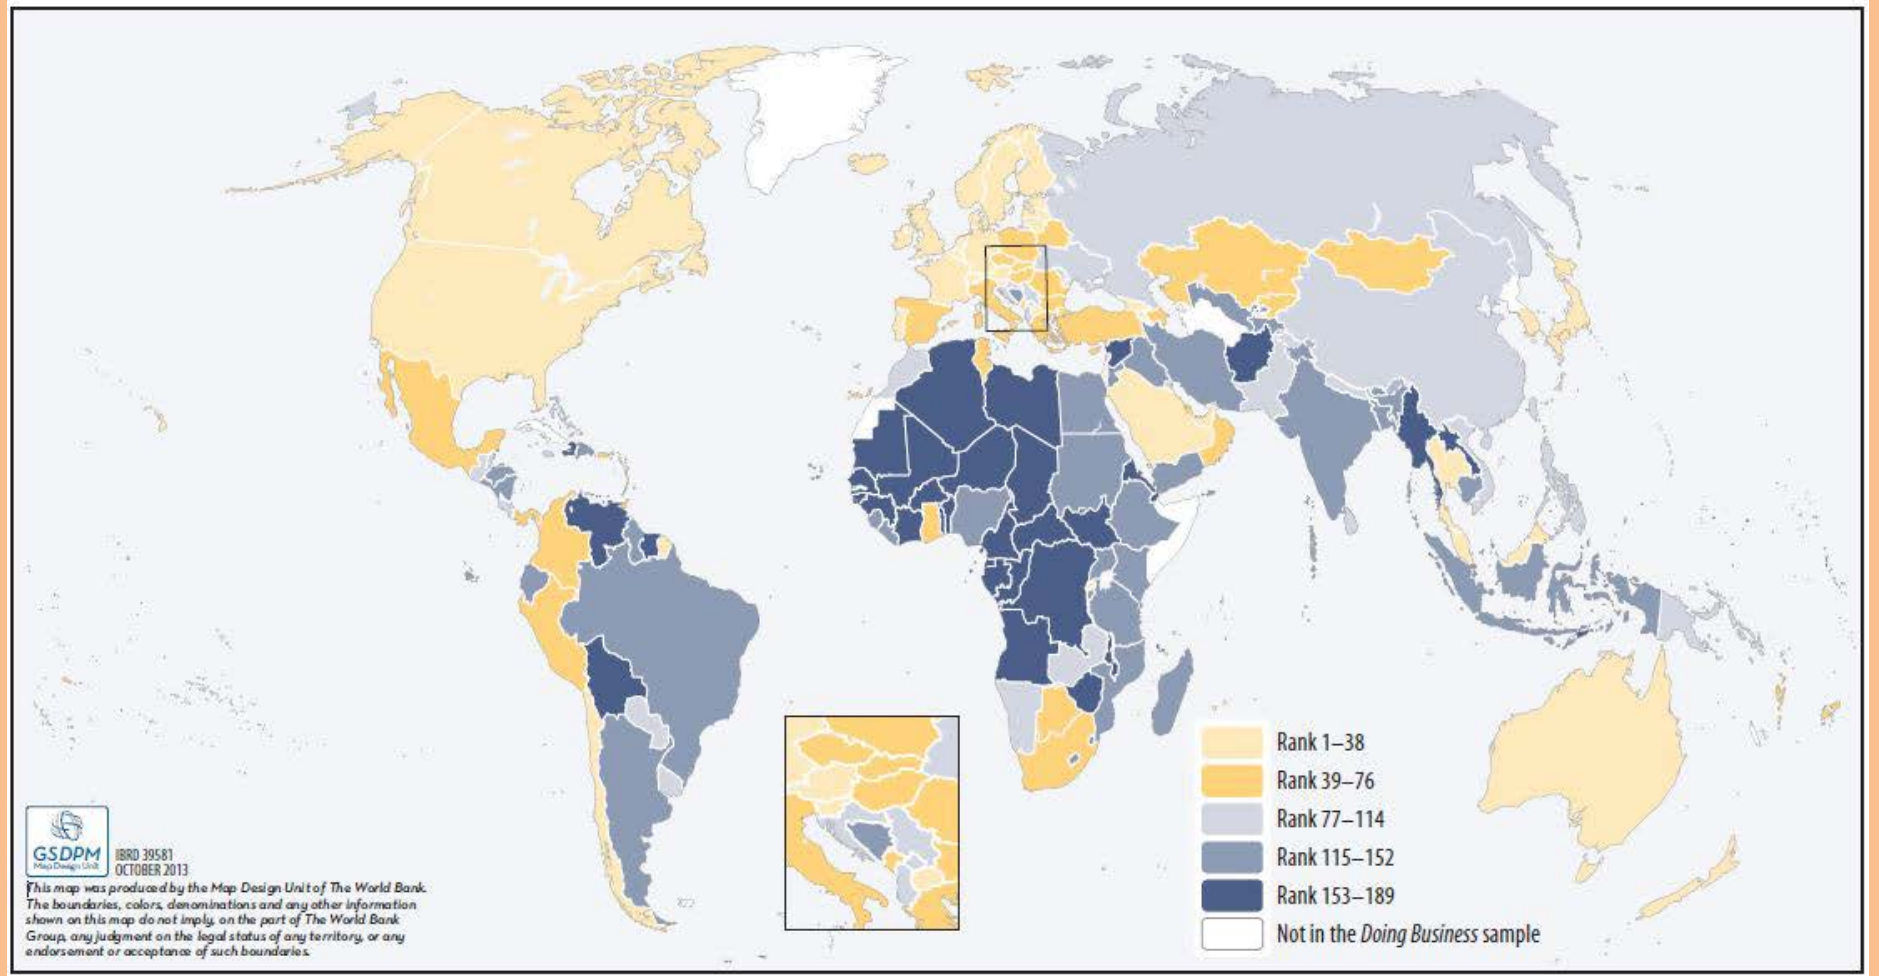 Rank 1–38
Rank 39–76
Rank 77–114
Rank 115–152
Rank 153–189
Not in the Doing Business sample
GSDPM
Map Design Unit
IBRD 39581
OCTOBER 2013
This map was produced by the Map Design Unit of The World Bank.
The boundaries, colors, denominations and any other information
shown on this map do not imply, on the part of The World Bank
Group, any judgment on the legal status of any territory, or any
endorsement or acceptance of such boundaries.